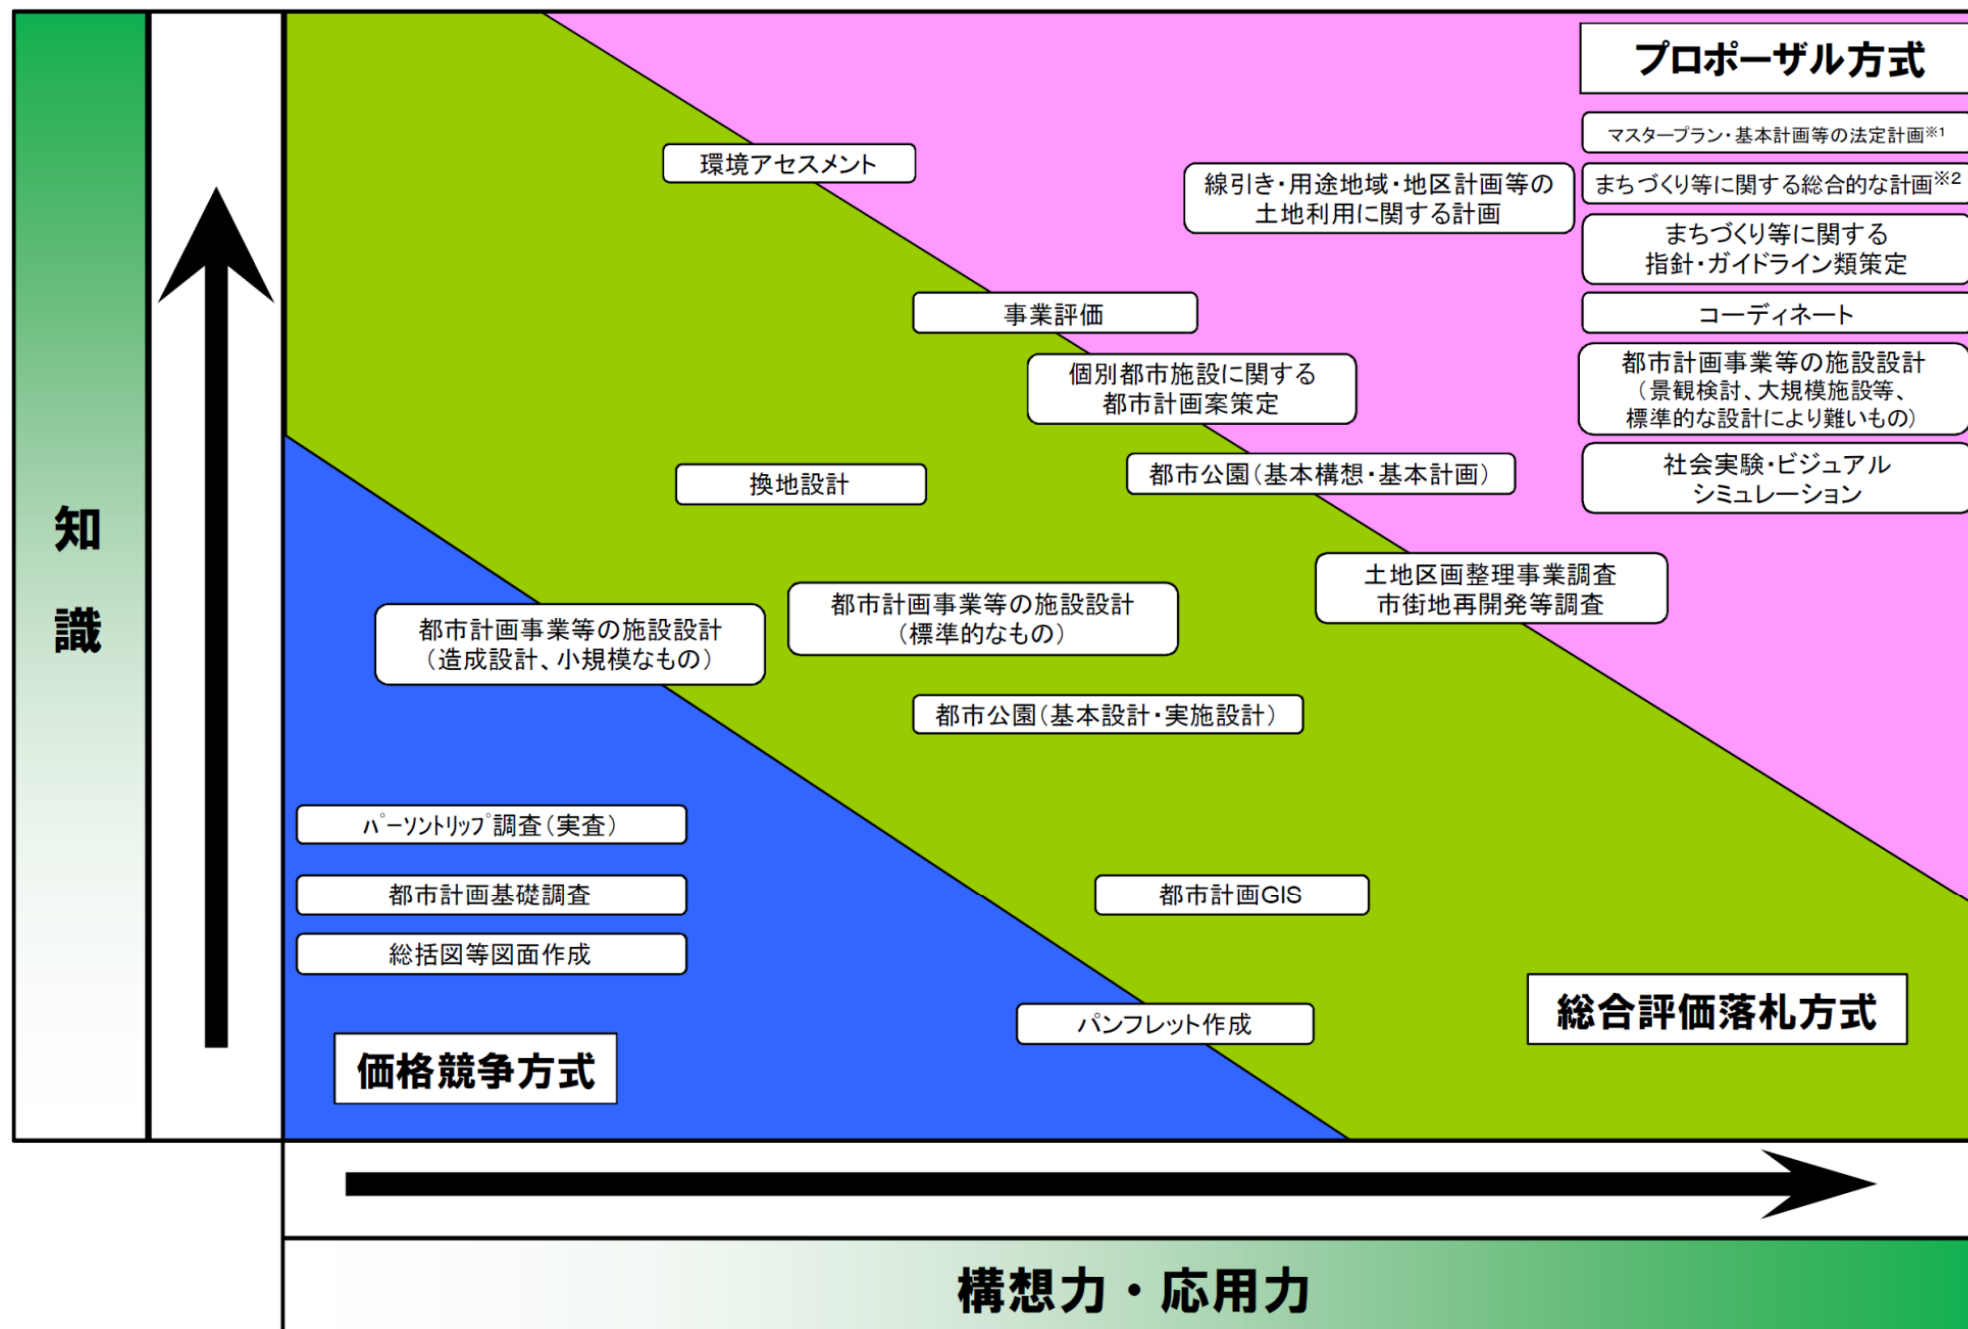 プロポーザル方式
マスタープラン・基本計画等の法定計画※1
環境アセスメント
線引き・用途地域・地区計画等の
土地利用に関する計画
まちづくり等に関する総合的な計画※2
まちづくり等に関する
指針・ガイドライン類策定
事業評価
コーディネート
個別都市施設に関する
都市計画案策定
都市計画事業等の施設設計
（景観検討、大規模施設等、
標準的な設計により難いもの）
換地設計
都市公園（基本構想・基本計画）
社会実験・ビジュアル
シミュレーション
知
識
都市計画事業等の施設設計
（造成設計、小規模なもの）
都市計画事業等の施設設計
（標準的なもの）
土地区画整理事業調査
市街地再開発等調査
都市公園（基本設計・実施設計）
ﾊﾟｰｿﾝﾄﾘｯﾌﾟ調査（実査）
都市計画基礎調査
都市計画GIS
総括図等図面作成
パンフレット作成
総合評価落札方式
価格競争方式
構想力・応用力